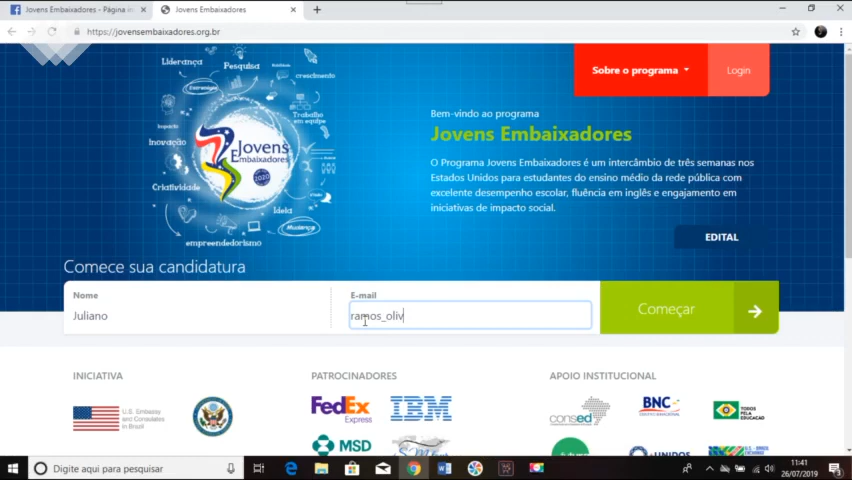 Jovens Embaixadores - Página in
Jovens Embaixadores
https://jovensembaixadores.org.br
Sobre o programa
Login
Liderança
Pesquisa
crescimento
Estratégia
Trabalho em equipe
Impacto
Inovação
Jovens
Embaixadores
2020
Criatividade
Ideia
Mudança
empreendedorismo
Bem-vindo ao programa
Jovens Embaixadores
O Programa Jovens Embaixadores é um intercâmbio de três semanas nos
Estados Unidos para estudantes do ensino médio da rede pública com
excelente desempenho escolar, fluência em inglês e engajamento em
iniciativas de impacto social.
EDITAL
Comece sua candidatura
Nome
E-mail
Juliano
ramos_oliv
Começar
INICIATIVA
PATROCINADORES
APOIO INSTITUCIONAL
U.S. Embassy
and Consulates
in Brazil
FedEx
Express
IBM
consed
BNC
TODOS
PELA
EDUCAÇÃO
MSD
UNIDOS
Digite aqui para pesquisar
11:41
26/07/2019